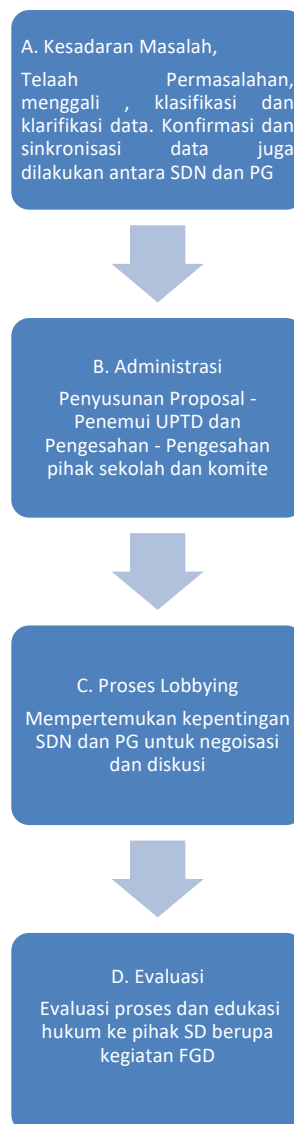 A. Kesadaran Masalah,
Telaah Permasalahan,
menggali , klasifikasi dan
klarifikasi data. Konfirmasi dan
sinkronisasi data juga
dilakukan antara SDN dan PG
B. Administrasi
Penyusunan Proposal -
Penemui UPTD dan
Pengesahan - Pengesahan
pihak sekolah dan komite
C. Proses Lobbying
Mempertemukan kepentingan
SDN dan PG untuk negoisasi
dan diskusi
D. Evaluasi
Evaluasi proses dan edukasi
hukum ke pihak SD berupa
kegiatan FGD